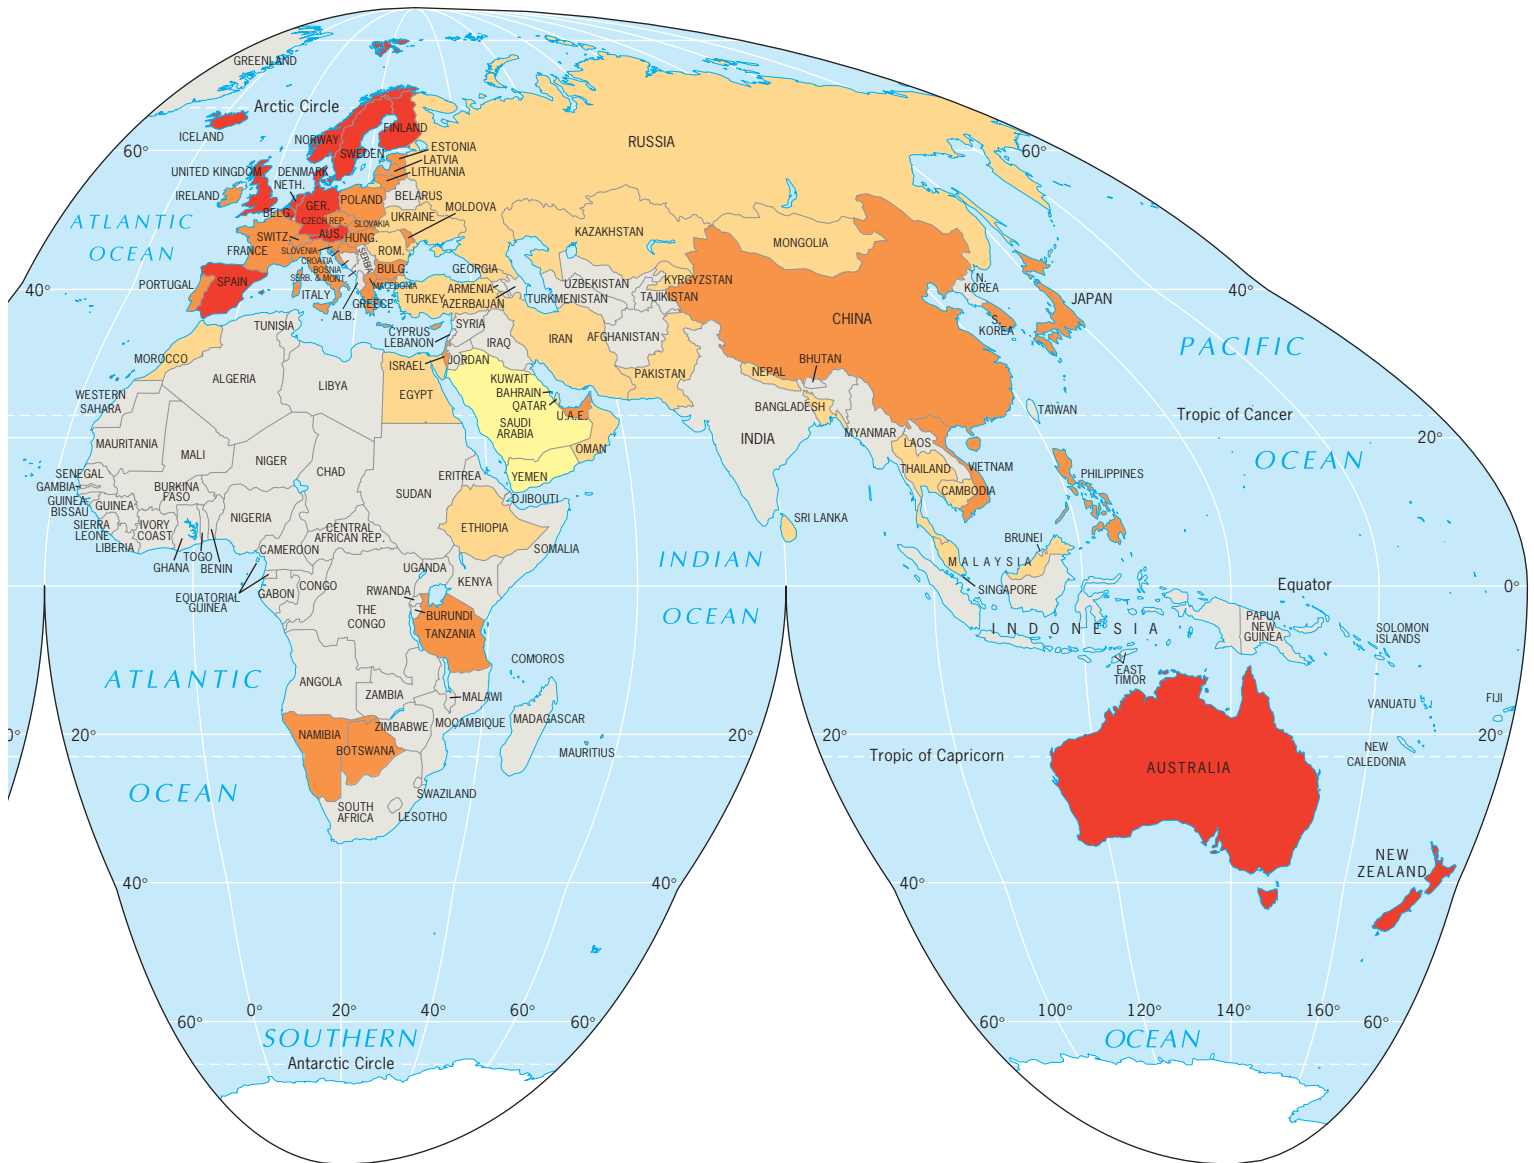 GREENLAND
Arctic Circle
ICELAND
NORWAY
FINLAND
SWEDEN
RUSSIA
60°
60°
ESTONIA
LATVIA
LITHUANIA
UNITED KINGDOM
DENMARK
NETH.
IRELAND
BELARUS
POLAND
GER.
BELG.
MOLDOVA
ATLANTIC
OCEAN
CZECH REP.
SLOVAKIA
UKRAINE
SWITZ.
AUS.
HUNG.
KAZAKHSTAN
MONGOLIA
FRANCE
SLOVENIA
ROM.
CROATIA
BOSNIA
SERBIA
SERB. & MONT.
BULG.
GEORGIA
PORTUGAL
SPAIN
ITALY
MACEDONIA
ARMENIA
UZBEKISTAN
KYRGYZSTAN
N.
KOREA
40°
40°
GREECE
TURKEY
AZERBAIJAN
TURKMENISTAN
TAJIKISTAN
JAPAN
ALB.
CHINA
S.
KOREA
TUNISIA
CYPRUS
LEBANON
SYRIA
IRAQ
IRAN
AFGHANISTAN
PACIFIC
MOROCCO
ISRAEL
JORDAN
BHUTAN
ALGERIA
LIBYA
EGYPT
KUWAIT
BAHRAIN
QATAR
PAKISTAN
NEPAL
WESTERN
SAHARA
U.A.E.
BANGLADESH
TAIWAN
Tropic of Cancer
SAUDI
ARABIA
MAURITANIA
MALI
NIGER
OMAN
INDIA
MYANMAR
LAOS
20°
OCEAN
CHAD
SENEGAL
GAMBIA
ERITREA
YEMEN
THAILAND
VIETNAM
PHILIPPINES
GUINEA
BISSAU
GUINEA
BURKINA
FASO
SUDAN
DJIBOUTI
CAMBODIA
SIERRA
LEONE
IVORY
COAST
NIGERIA
CENTRAL
AFRICAN REP.
ETHIOPIA
SRI LANKA
LIBERIA
GHANA
TOGO
BENIN
CAMEROON
SOMALIA
BRUNEI
INDIAN
MALAYSIA
UGANDA
KENYA
EQUATORIAL
GUINEA
GABON
CONGO
RWANDA
SINGAPORE
Equator
0°
THE
CONGO
BURUNDI
TANZANIA
OCEAN
INDONESIA
PAPUA
NEW
GUINEA
SOLOMON
ISLANDS
COMOROS
EAST
TIMOR
ATLANTIC
ANGOLA
ZAMBIA
MALAWI
VANUATU
FIJI
MOÇAMBIQUE
MADAGASCAR
NAMIBIA
ZIMBABWE
BOTSWANA
0°
20°
20°
20°
20°
MAURITIUS
Tropic of Capricorn
NEW
CALEDONIA
AUSTRALIA
OCEAN
SWAZILAND
SOUTH
AFRICA
LESOTHO
NEW
ZEALAND
40°
40°
40°
0°
20°
40°
60°
100°
120°
140°
160°
60°
60°
60°
60°
SOUTHERN
OCEAN
Antarctic Circle